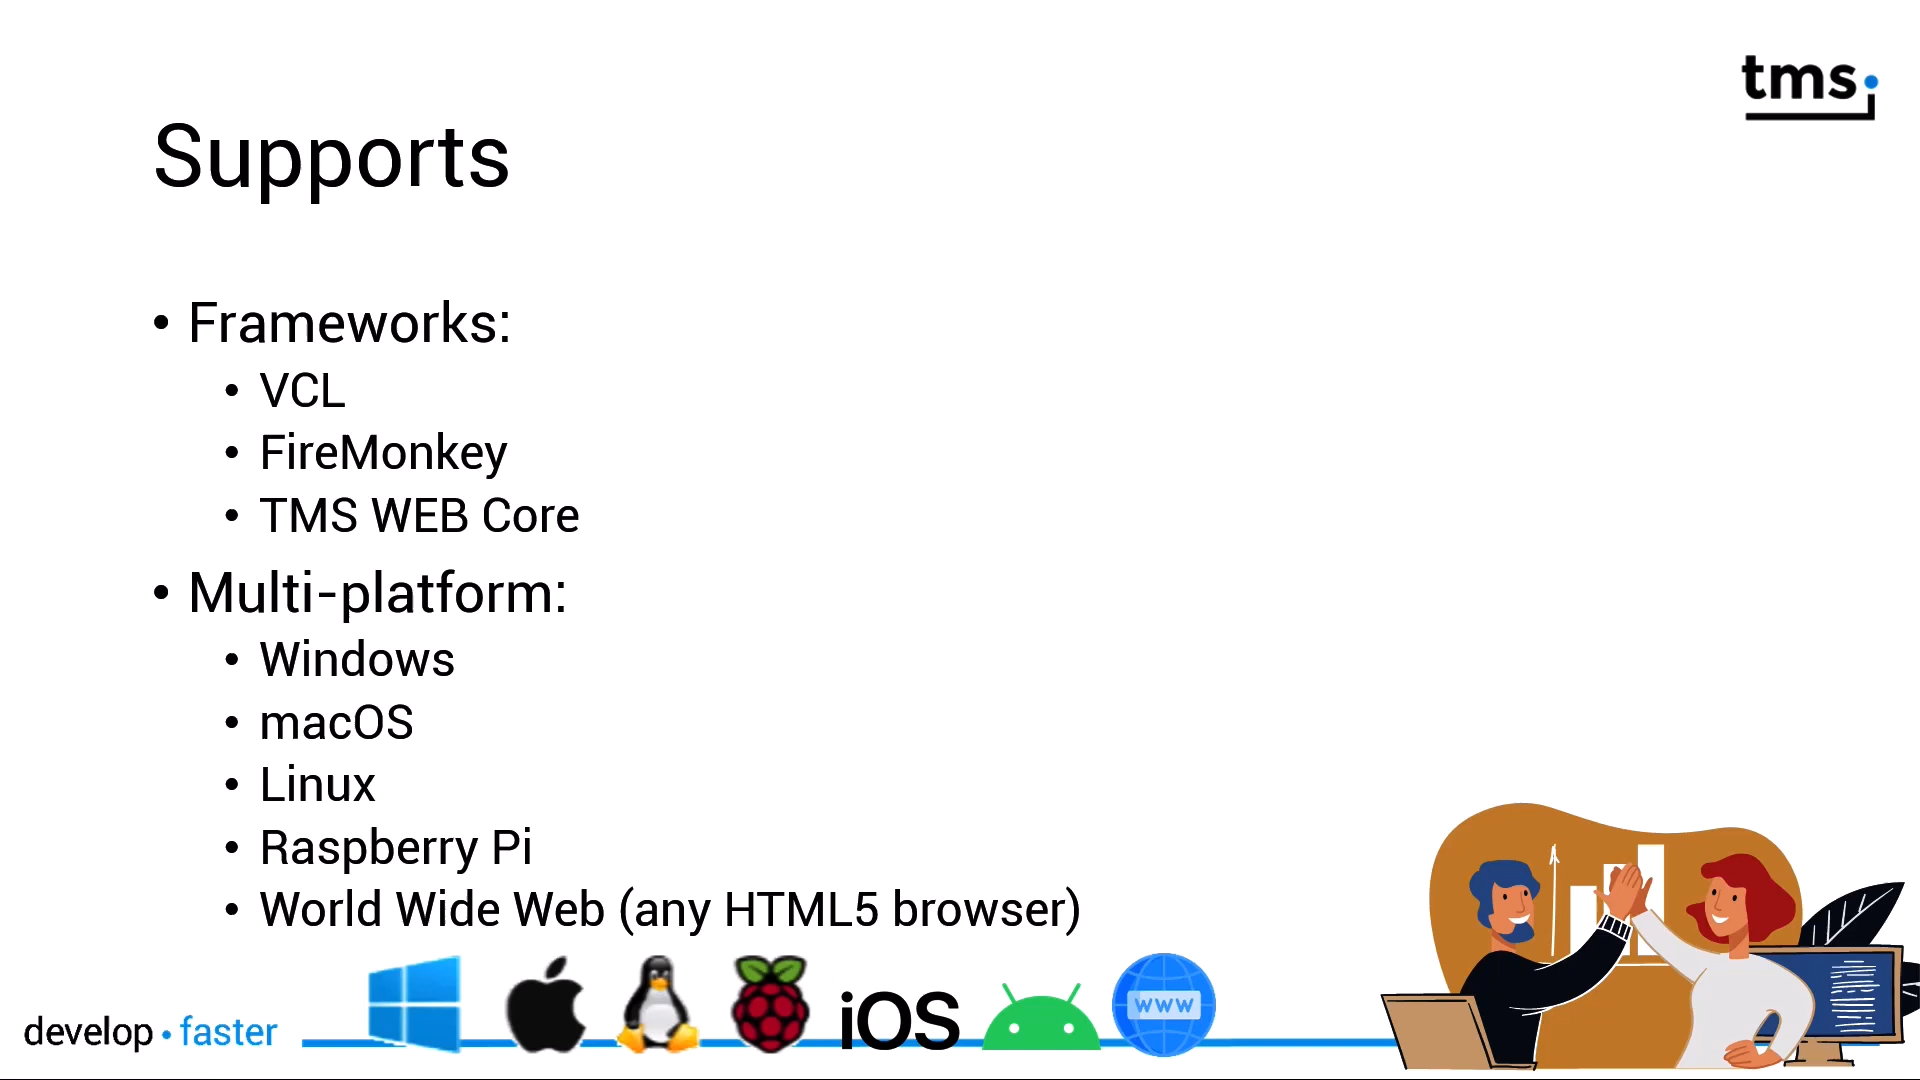 tms
Supports
• Frameworks:
• VCL
• FireMonkey
• TMS WEB Core
• Multi-platform:
• Windows
• macOS
• Linux
• Raspberry Pi
• World Wide Web (any HTML5 browser)
develop • faster
iOS
www